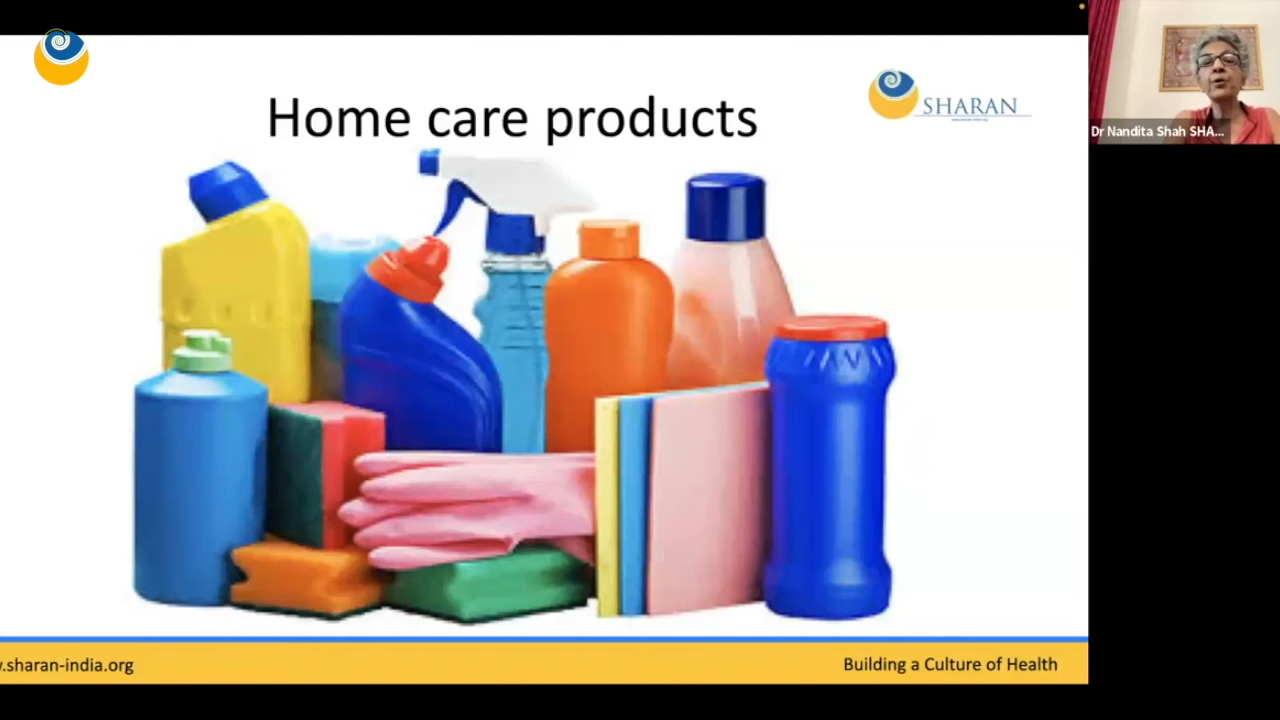 Home care products
SHARAN
Dr Nandita Shah SHA...
.sharan-india.org
Building a Culture of Health